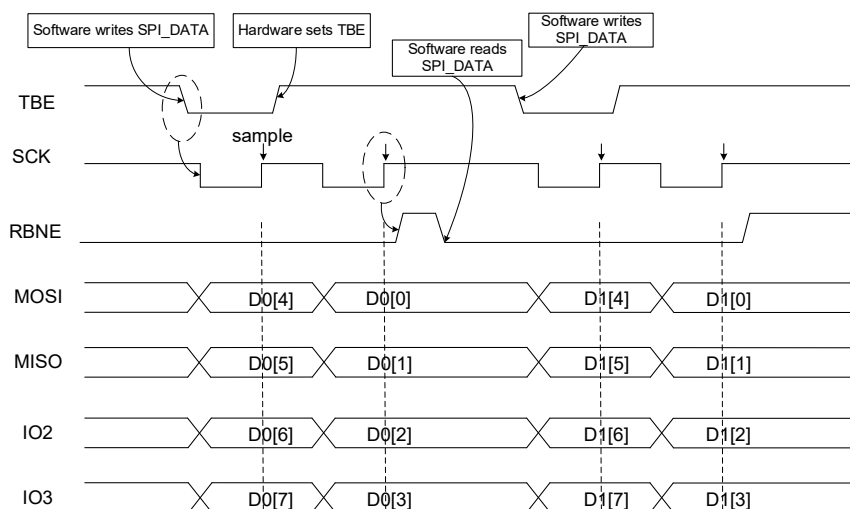 Software writes SPI_DATA
Hardware sets TBE
Software reads
SPI_DATA
Software writes
SPI_DATA
TBE
sample
SCK
RBNE
MOSI D0[4] D0[0] D1[4] D1[0]
MISO D0[5] D0[1] D1[5] D1[1]
IO2 D0[6] D0[2] D1[6] D1[2]
IO3 D0[7] D0[3] D1[7] D1[3]